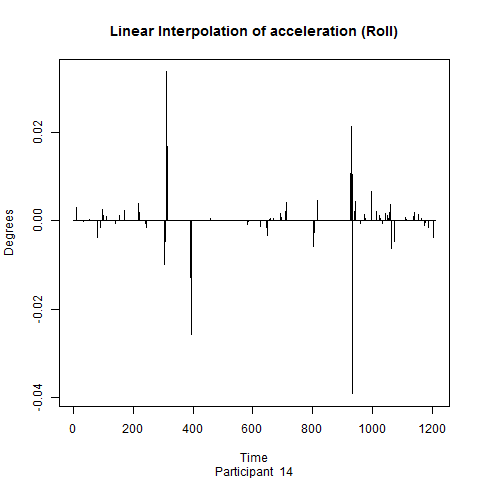 Linear Interpolation of acceleration (Roll)
0.02
0.00
-0.02
-0.04
Degrees
0 200 400 600 800 1000 1200
Time
Participant 14